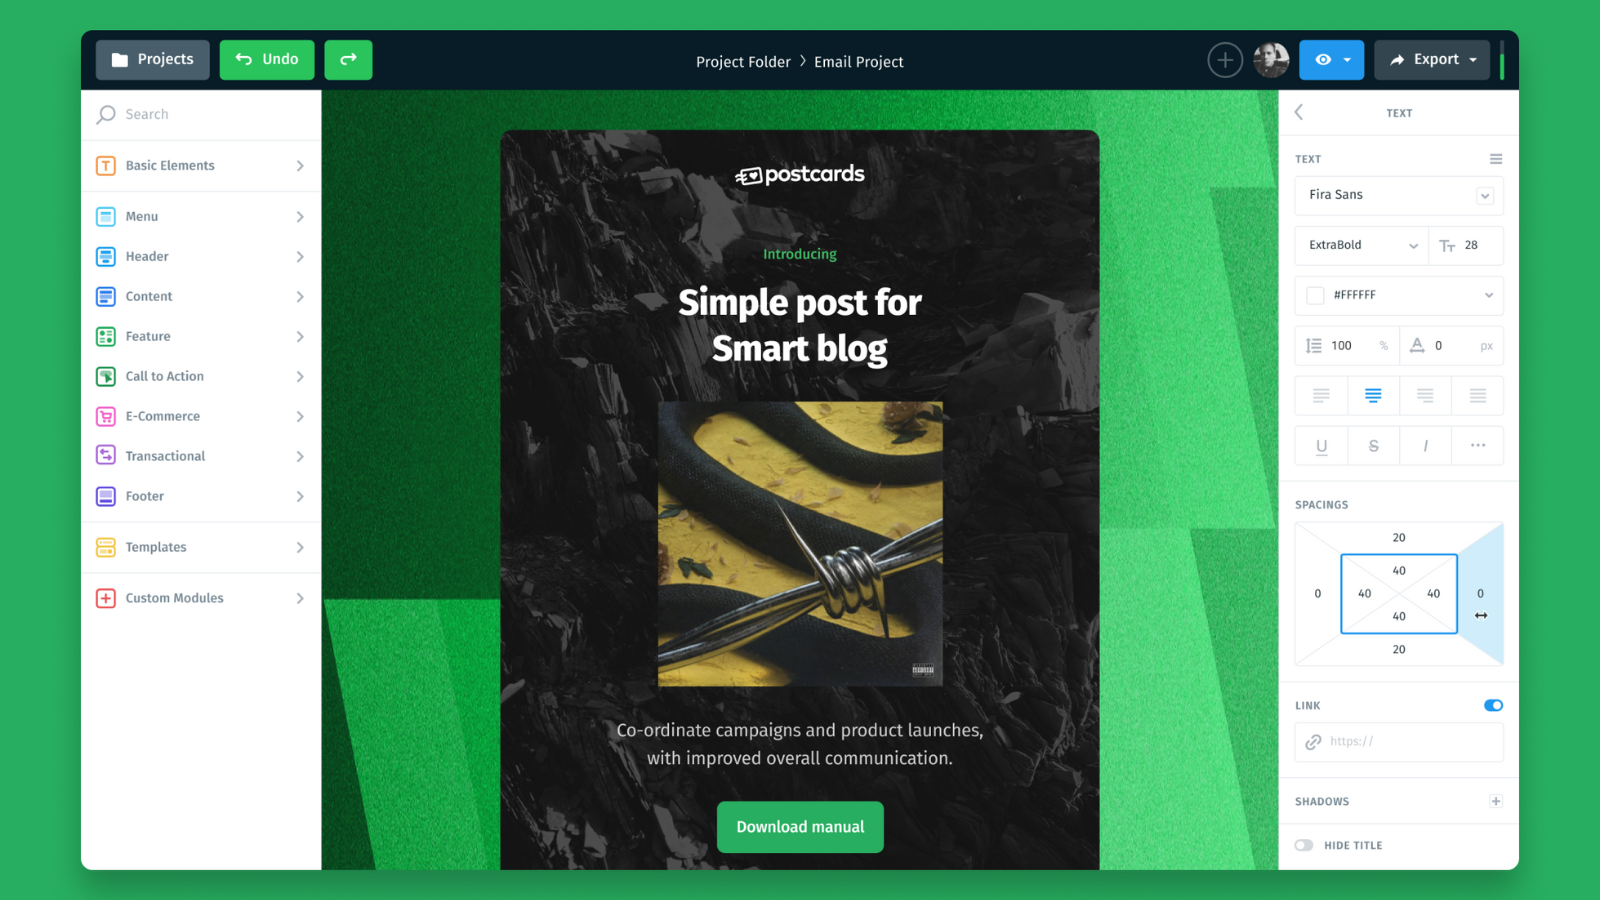 Projects
Undo
Project Folder
Email Project
Export
Search
Basic Elements
Menu
Header
Content
Feature
Call to Action
E-Commerce
Transactional
Footer
Templates
Custom Modules
postcards
Introducing
Simple post for
Smart blog
Co-ordinate campaigns and product launches,
with improved overall communication.
Download manual
TEXT
TEXT
Fira Sans
ExtraBold
Tт 28
#FFFFFF
100 %
A 0 px
U S I ...
SPACINGS
20
40
0 40 40 0
40
20
LINK
https://
SHADOWS
HIDE TITLE